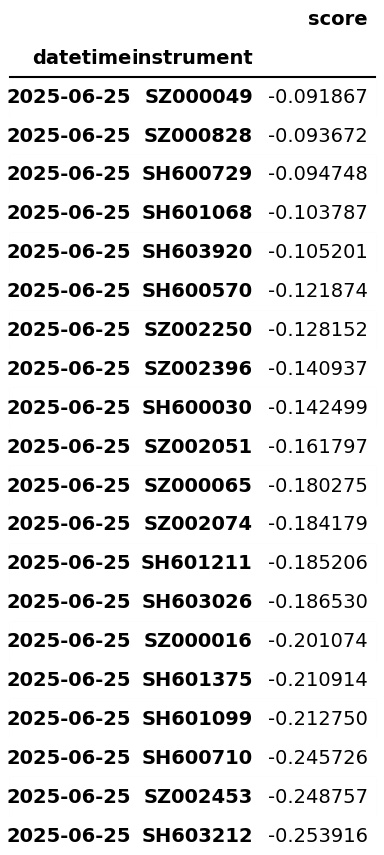 score
datetime instrument
2025-06-25 SZ000049 -0.091867
2025-06-25 SZ000828 -0.093672
2025-06-25 SH600729 -0.094748
2025-06-25 SH601068 -0.103787
2025-06-25 SH603920 -0.105201
2025-06-25 SH600570 -0.121874
2025-06-25 SZ002250 -0.128152
2025-06-25 SZ002396 -0.140937
2025-06-25 SH600030 -0.142499
2025-06-25 SZ002051 -0.161797
2025-06-25 SZ000065 -0.180275
2025-06-25 SZ002074 -0.184179
2025-06-25 SH601211 -0.185206
2025-06-25 SH603026 -0.186530
2025-06-25 SZ000016 -0.201074
2025-06-25 SH601375 -0.210914
2025-06-25 SH601099 -0.212750
2025-06-25 SH600710 -0.245726
2025-06-25 SZ002453 -0.248757
2025-06-25 SH603212 -0.253916